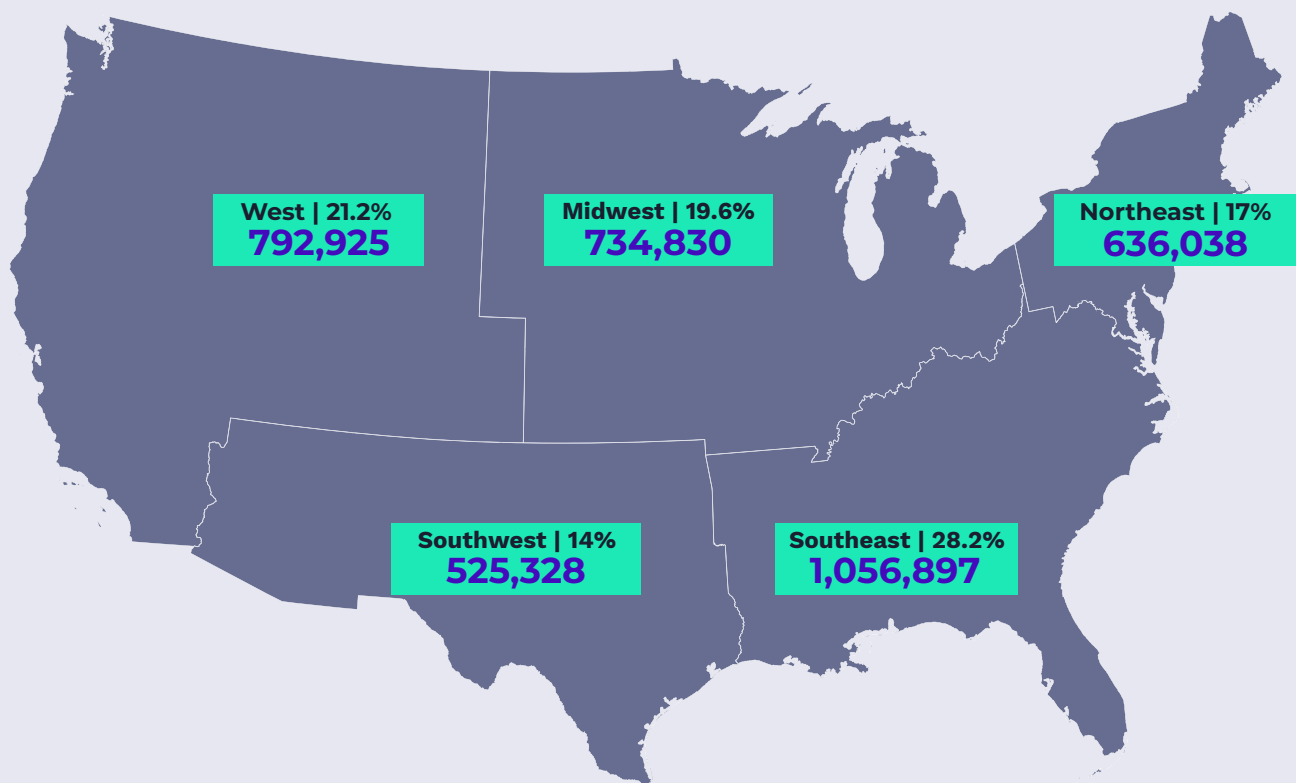 West | 21.2%
792,925
Midwest | 19.6%
734,830
Northeast | 17%
636,038
Southwest | 14%
525,328
Southeast | 28.2%
1,056,897